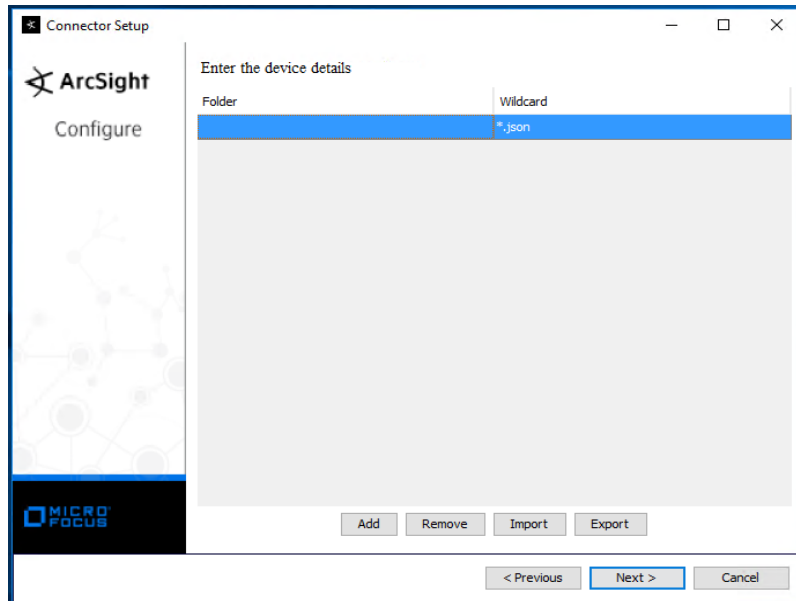 Connector Setup
ArcSight
Configure
Enter the device details
Folder Wildcard
*.json
MICRO
FOCUS
Add Remove Import Export
< Previous Next > Cancel